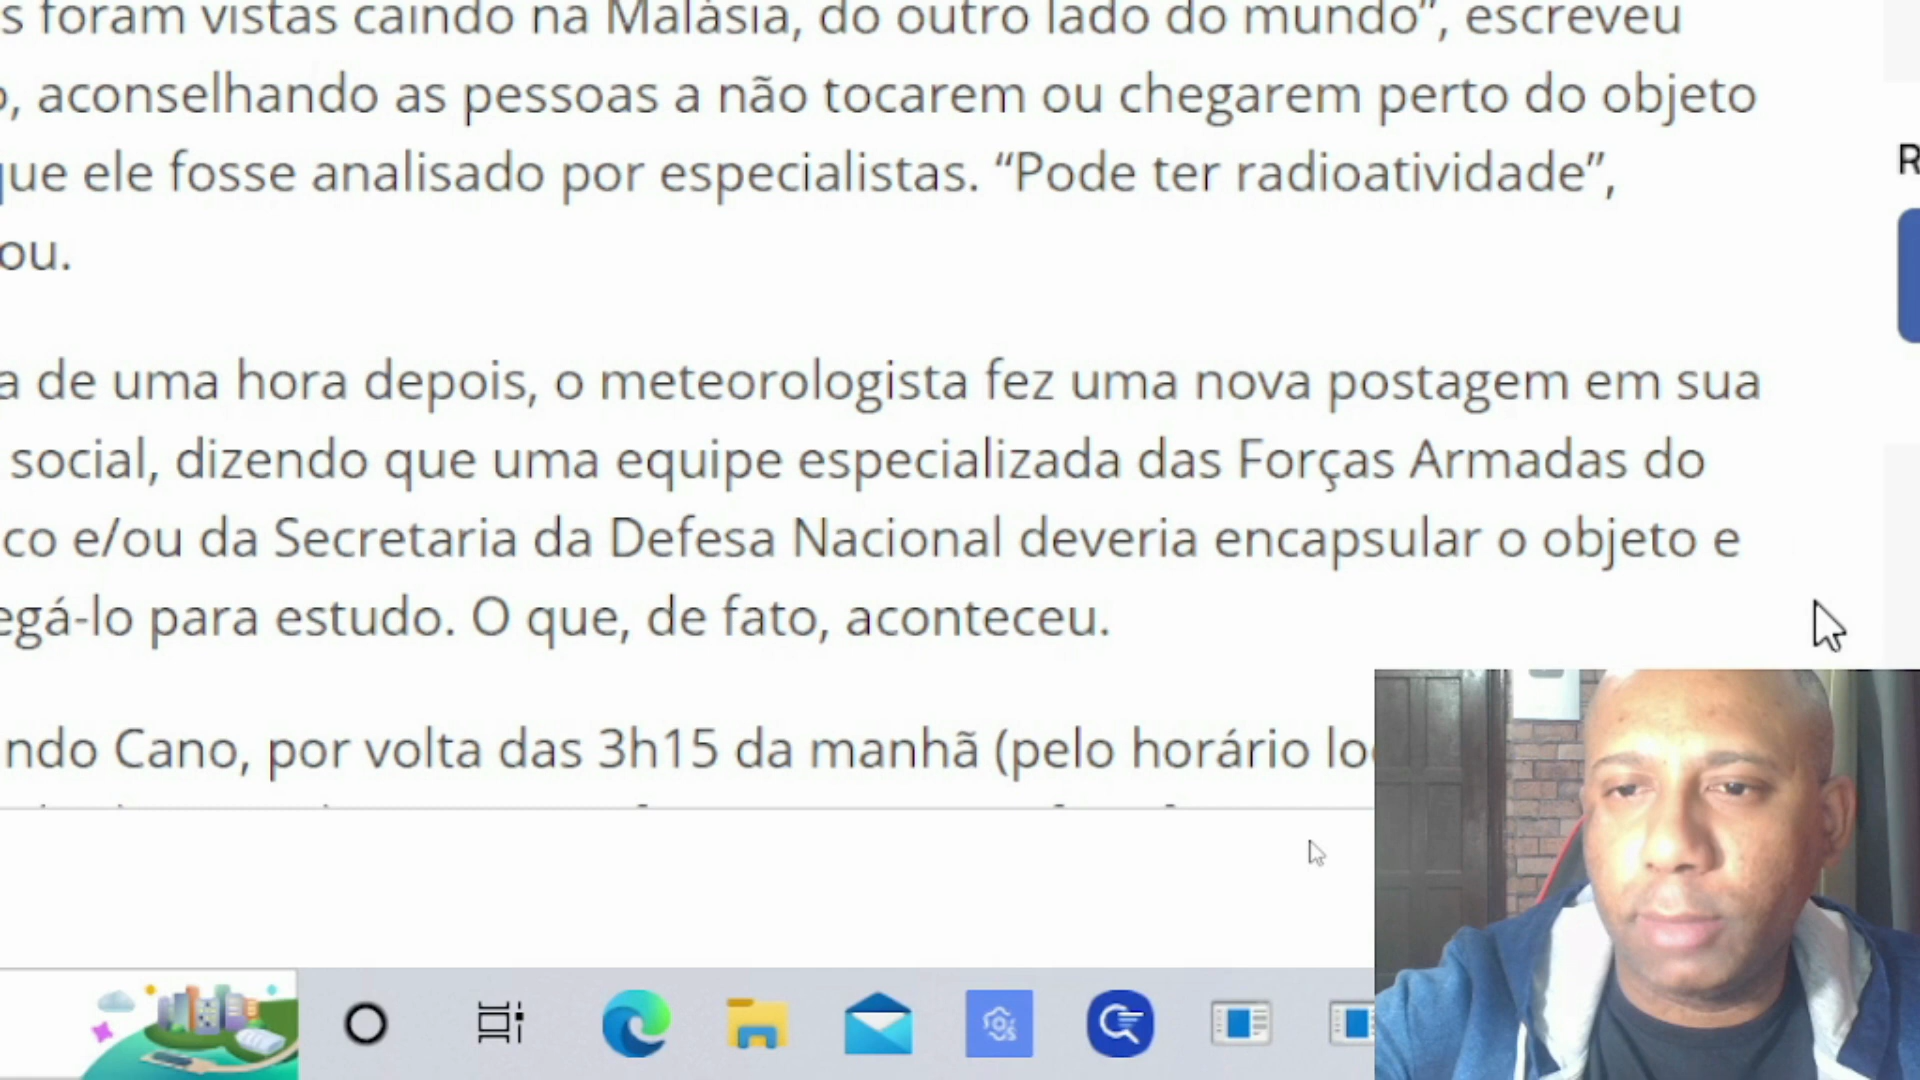 s foram vistas caindo na Malásia, do outro lado do mundo”, escreveu
o, aconselhando as pessoas a não tocarem ou chegarem perto do objeto
que ele fosse analisado por especialistas. “Pode ter radioatividade”,
ou.
a de uma hora depois, o meteorologista fez uma nova postagem em sua
social, dizendo que uma equipe especializada das Forças Armadas do
co e/ou da Secretaria da Defesa Nacional deveria encapsular o objeto e
egá-lo para estudo. O que, de fato, aconteceu.
ndo Cano, por volta das 3h15 da manhã (pelo horário lo
R